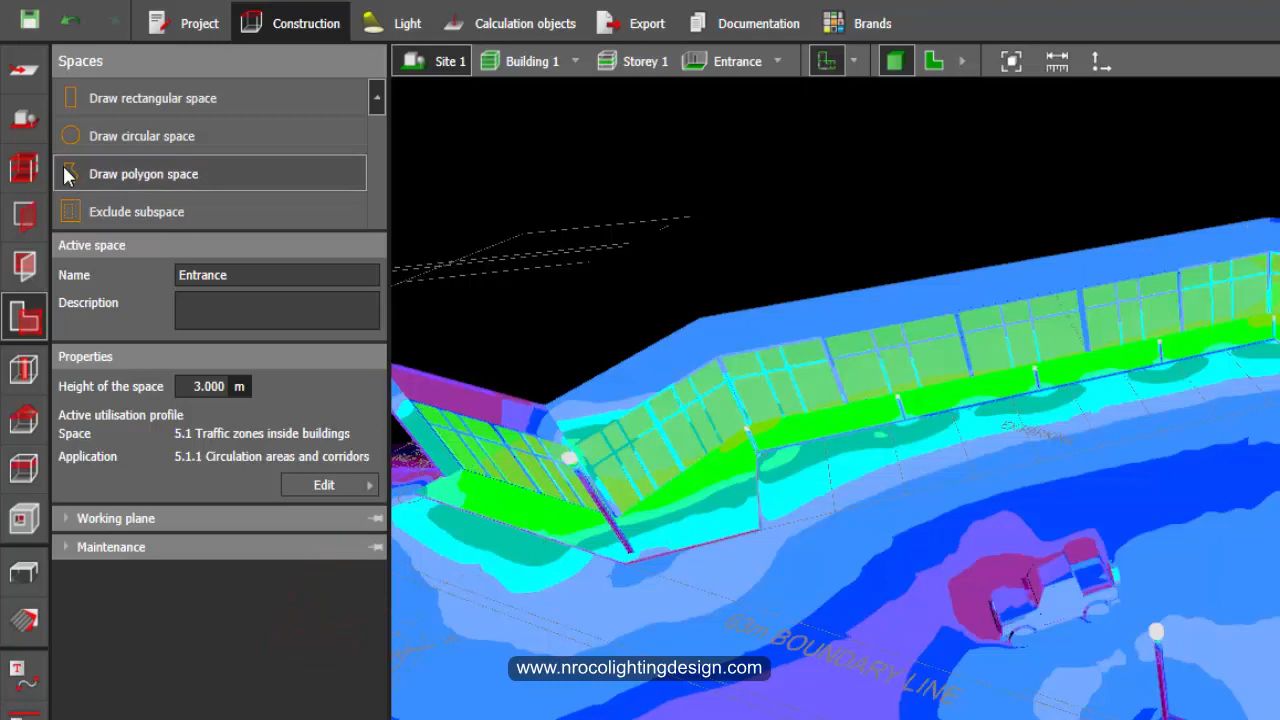 Project
Construction
Light
Calculation objects
Export
Documentation
Brands
Spaces
Site 1
Building 1
Storey 1
Entrance
Draw rectangular space
Draw circular space
Draw polygon space
Exclude subspace
Active space
Name
Entrance
Description
Properties
Height of the space
3.000 m
Active utilisation profile
Space
5.1 Traffic zones inside buildings
Application
5.1.1 Circulation areas and corridors
Edit
Working plane
Maintenance
63m BOUNDARY LINE
www.nrocolightingdesign.com